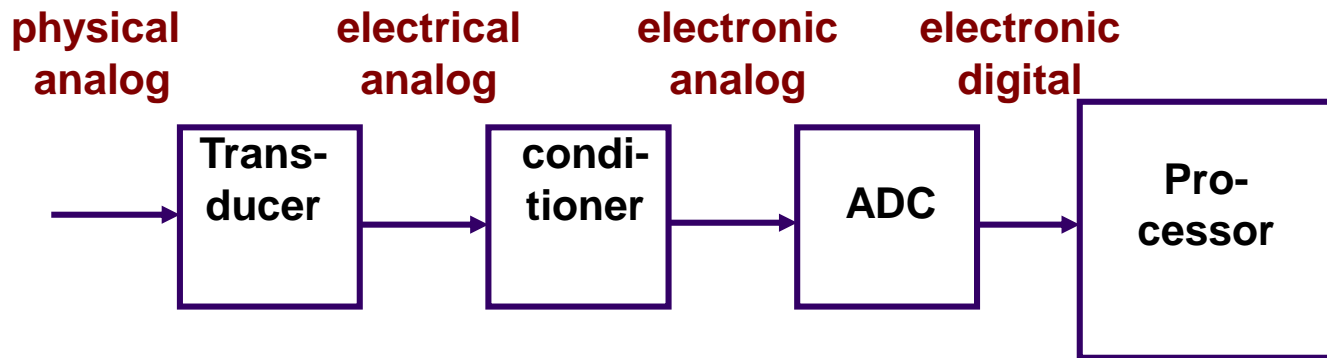 physical
analog
electrical
analog
electronic
analog
electronic
digital
Trans-
ducer
condi-
tioner
ADC
Pro-
cessor